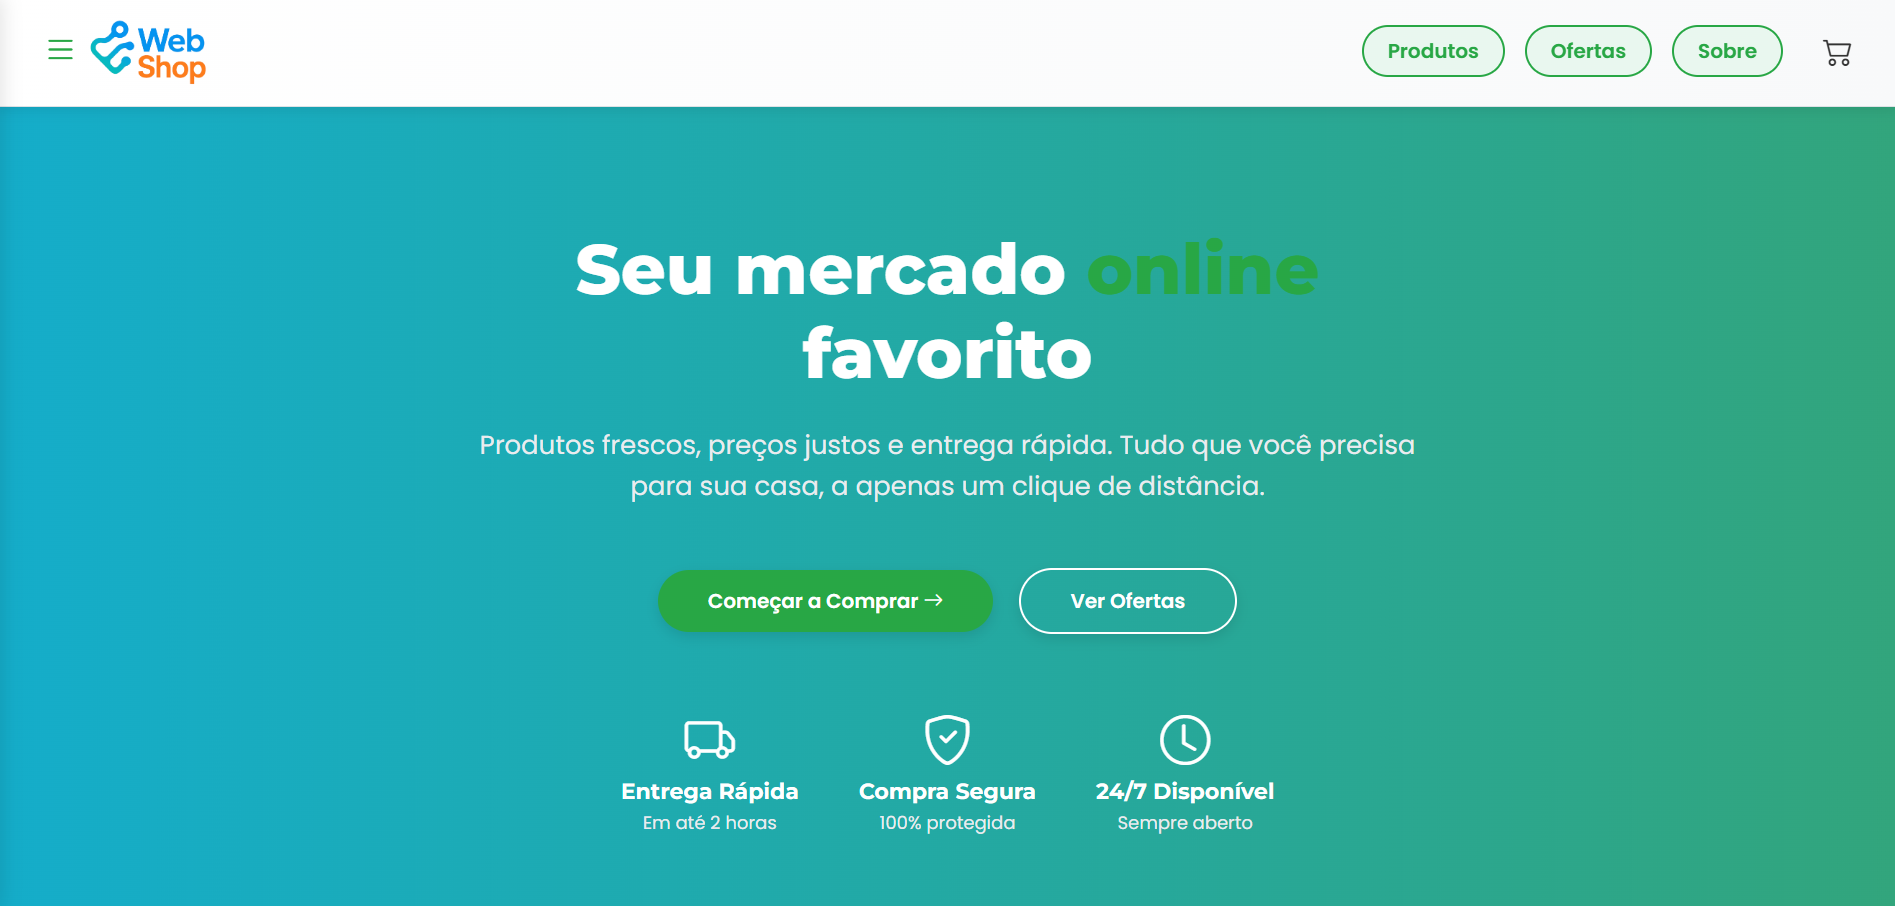 Web
Shop
Produtos
Ofertas
Sobre
Seu mercado online
favorito
Produtos frescos, preços justos e entrega rápida. Tudo que você precisa
para sua casa, a apenas um clique de distância.
Começar a Comprar →
Ver Ofertas
Entrega Rápida
Em até 2 horas
Compra Segura
100% protegida
24/7 Disponível
Sempre aberto